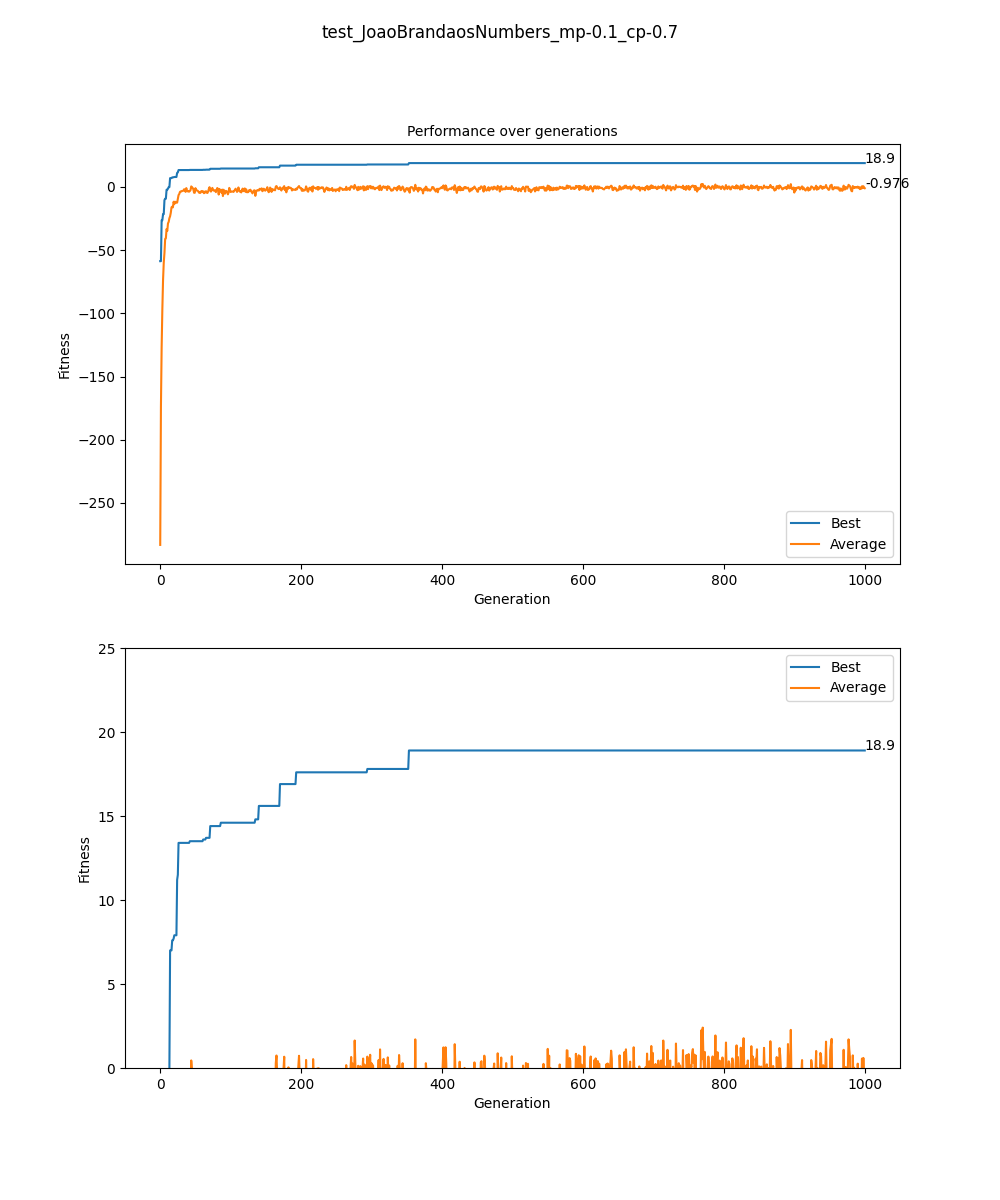 test_JoaoBrandaosNumbers_mp-0.1_cp-0.7
Performance over generations
Fitness
0
−50
−100
−150
−200
−250
18.9
-0.976
Best
Average
0 200 400 600 800 1000
Generation
Fitness
25
20
15
10
5
0
Best
Average
18.9
0 200 400 600 800 1000
Generation